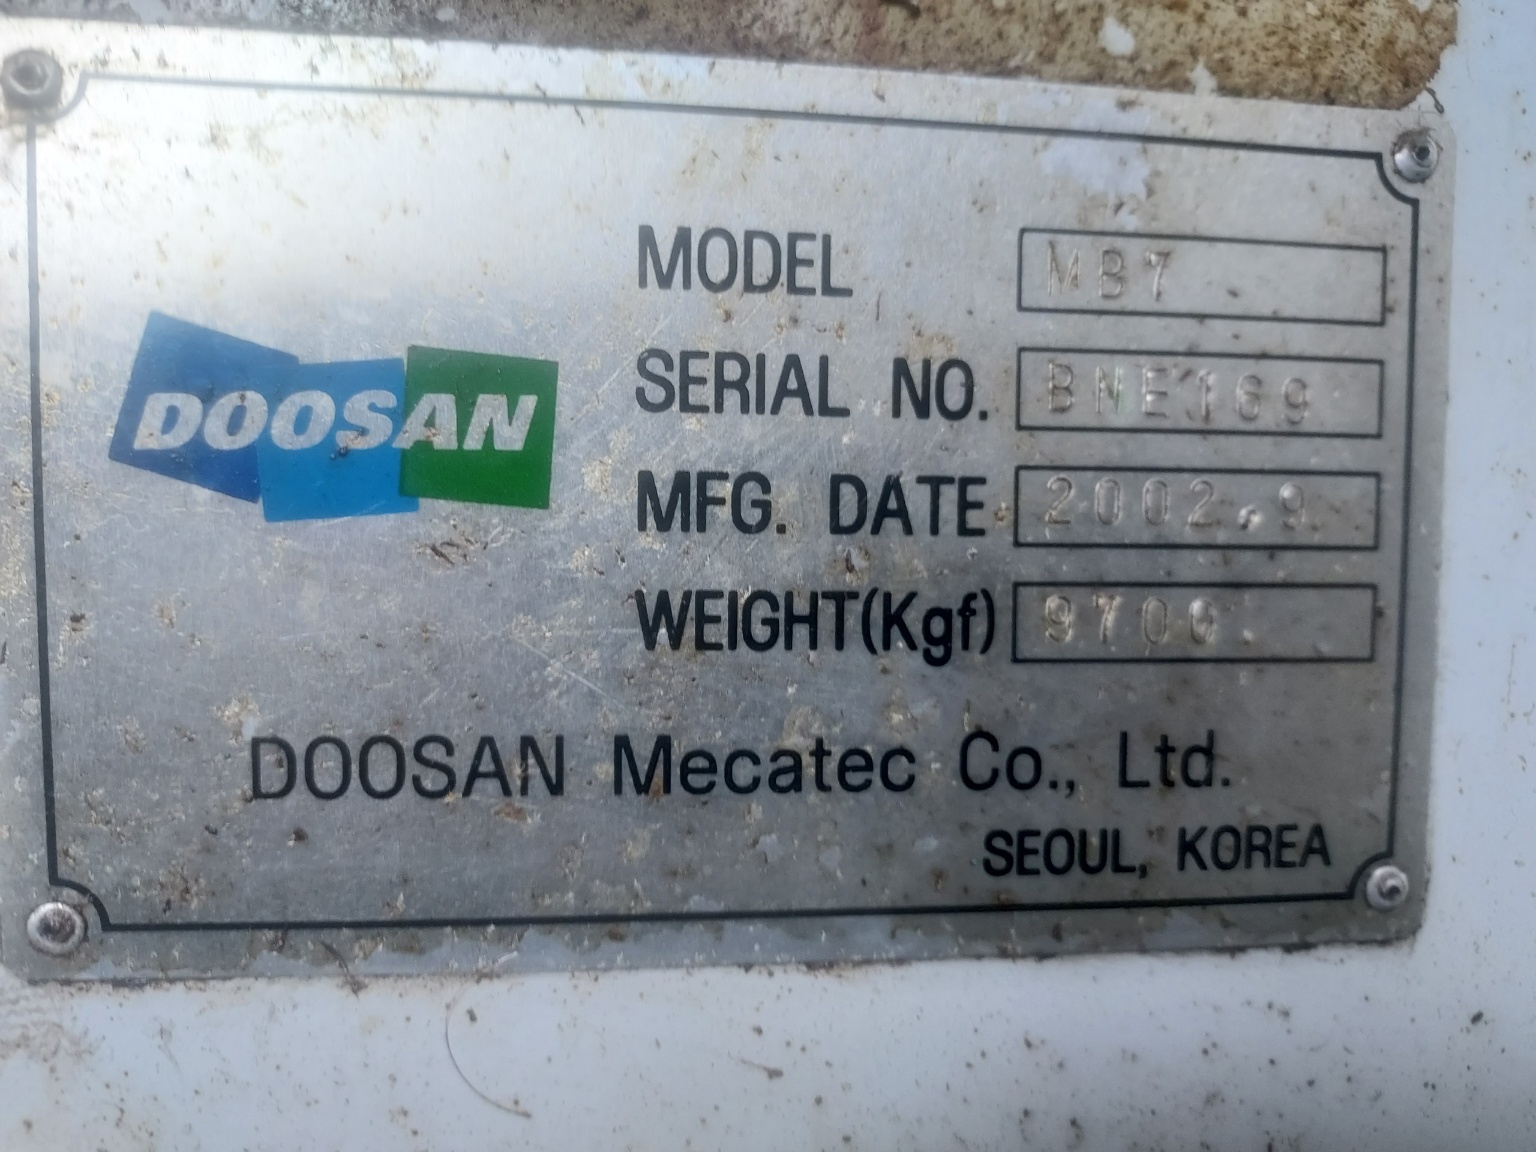 DOOSAN
MODEL MB7
SERIAL NO. BNE169
MFG. DATE 2002.9.
WEIGHT(Kgf) 9700.
DOOSAN Mecatec Co., Ltd.
SEOUL, KOREA